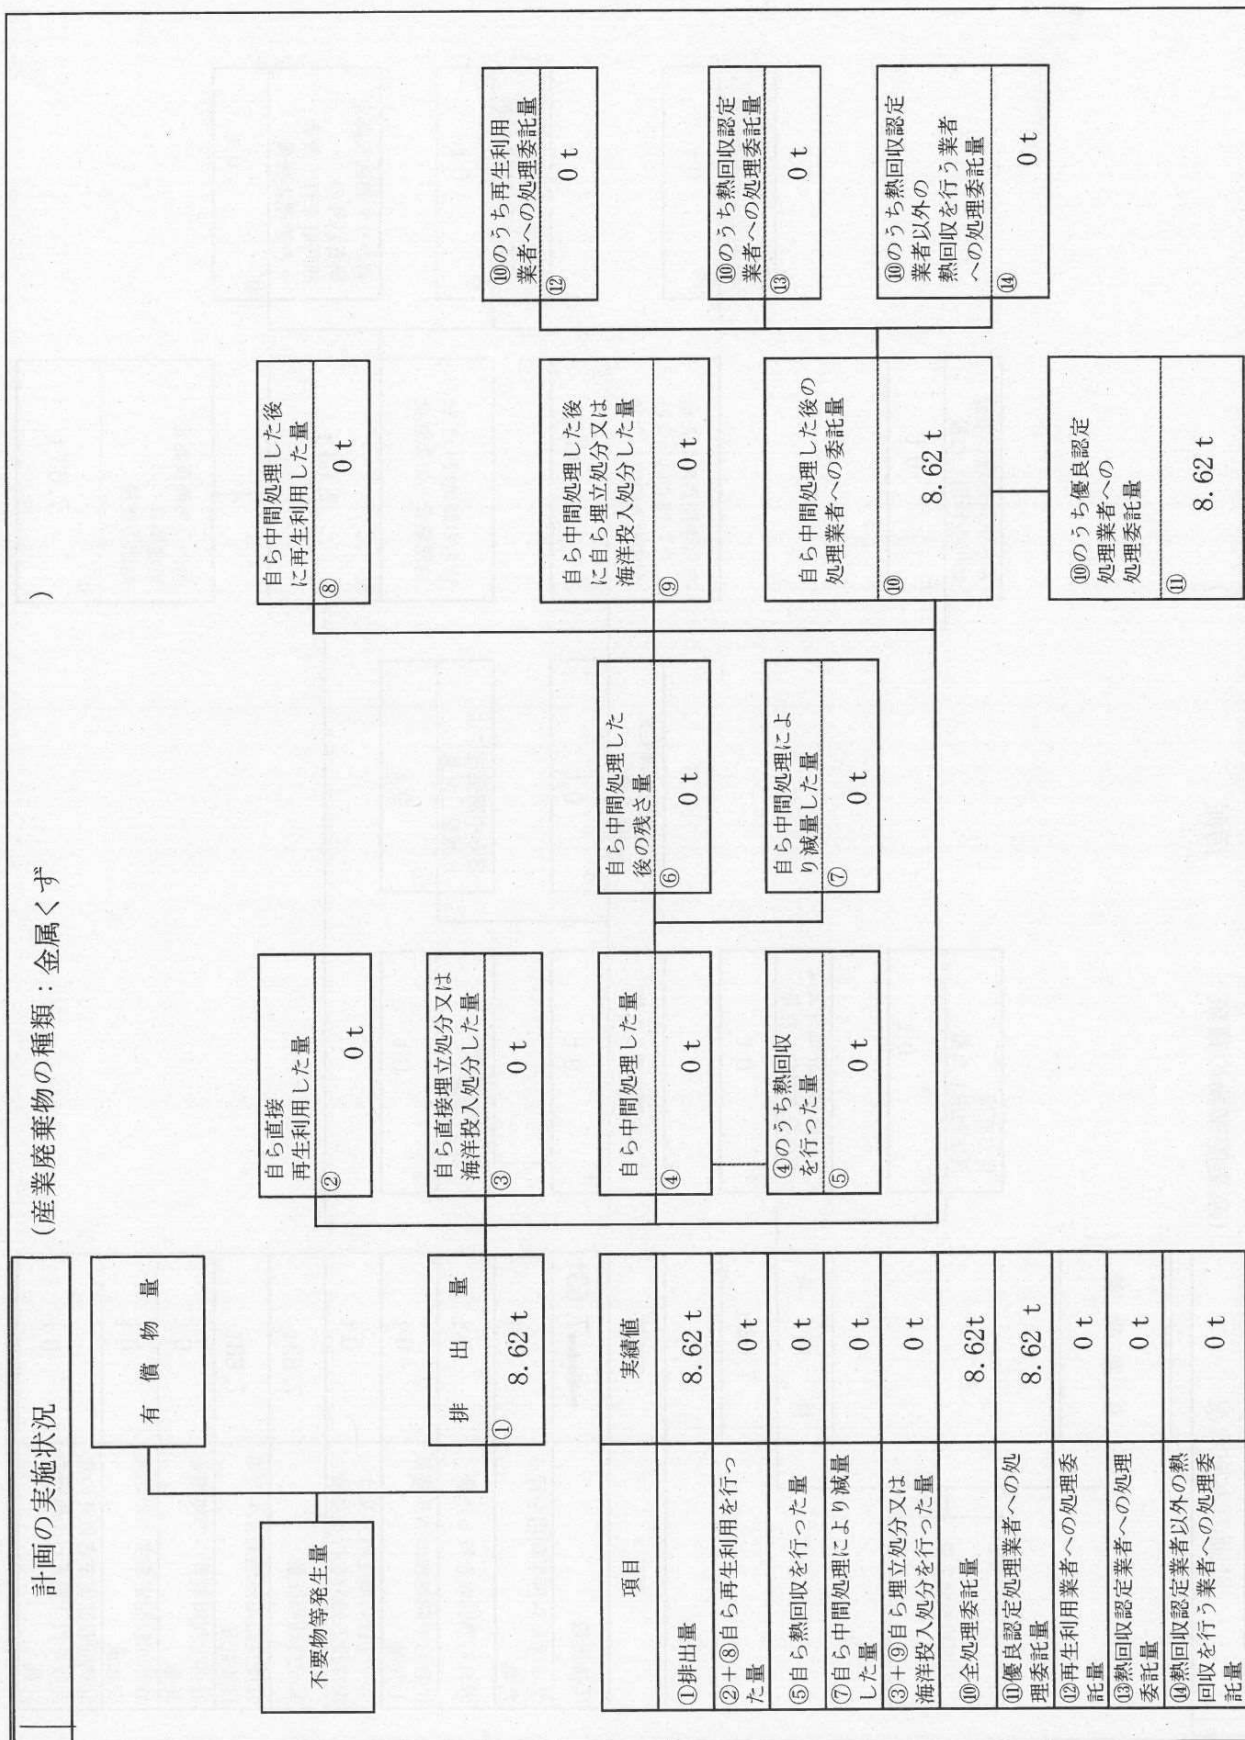 計画の実施状況
(産業廃棄物の種類：金属くず
)
不要物等発生量
有償物量
排出量
① 8.62 t
自ら直接
再生利用した量
② 0 t
自ら直接埋立処分又は
海洋投入処分した量
③ 0 t
自ら中間処理した量
④ 0 t
④のうち熱回収
を行った量
⑤ 0 t
自ら中間処理した
後の残さ量
⑥ 0 t
自ら中間処理によ
り減量した量
⑦ 0 t
自ら中間処理した後
に再生利用した量
⑧ 0 t
自ら中間処理した後
に自ら埋立処分又は
海洋投入処分した量
⑨ 0 t
自ら中間処理した後の
処理業者への委託量
⑩ 8.62 t
⑩のうち優良認定
処理業者への
処理委託量
⑪ 8.62 t
⑩のうち再生利用
業者への処理委託量
⑫ 0 t
⑩のうち熱回収認定
業者への処理委託量
⑬ 0 t
⑩のうち熱回収認定
業者以外の
熱回収を行う業者
への処理委託量
⑭ 0 t
項目 実績値
①排出量 8.62 t
②+⑧自ら再生利用を行っ
た量 0 t
⑤自ら熱回収を行った量 0 t
⑦自ら中間処理により減量
した量 0 t
③+⑨自ら埋立処分又は
海洋投入処分を行った量 0 t
⑩全処理委託量 8.62t
⑪優良認定処理業者への処
理委託量 8.62 t
⑫再生利用業者への処理委
託量 0 t
⑬熱回収認定業者への処理
委託量 0 t
⑭熱回収認定業者以外の熱
回収を行う業者への処理委
託量 0 t